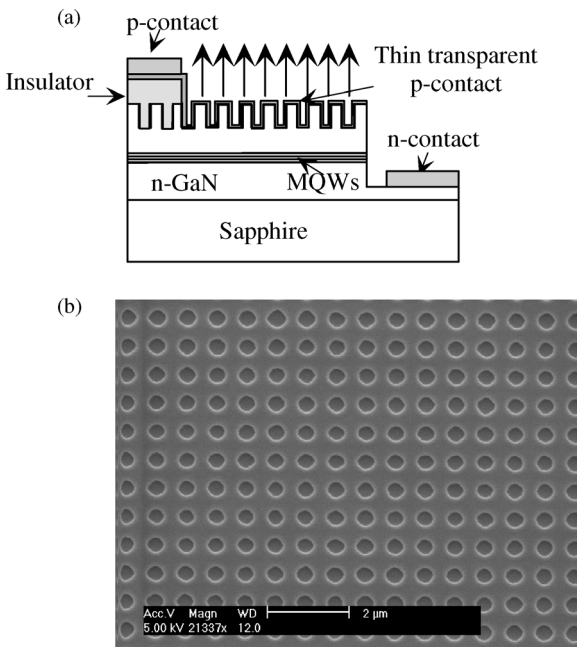 (a)
p-contact
Insulator
Thin transparent
p-contact
n-contact
n-GaN
MQWs
Sapphire
(b)
Acc.V Magn WD
2 µm
5.00 kV 21337x 12.0